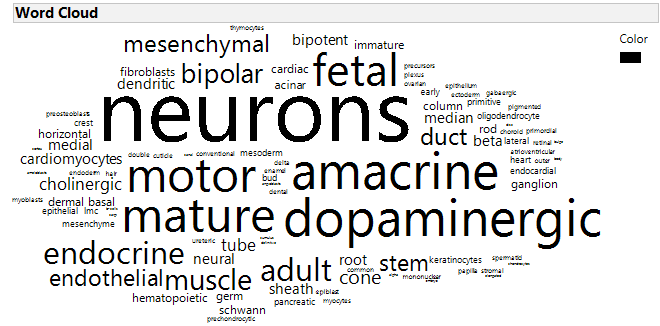 Word Cloud
Color
thymocytes
mesenchymal bipotent immature
fibroblasts bipolar cardiac fetal precursors
plexus
dendritic acinar ovarian epithelium
early ectoderm gabaergic
preosteoblasts neurons column primitive pigmented
crest median oligodendrocyte
horizontal duct rod choroid primordial
medial beta lateral retinal
double cuticle conventional mesoderm atrioventricular
cardiomyocytes delta heart outer
endoderm hair motor enamel amacrine endocardial
cholinergic bud ganglion
dental
myoblasts dermal basal
epithelial lmc mature dopaminergic
mesenchyme
ureteric
endocrine tube root keratinocytes spermatid
neural adult common stem
endothelial muscle cone mononuclear papilla stromal
sheath epiblast
hematopoietic germ pancreatic myocytes
schwann
prechondrogenic